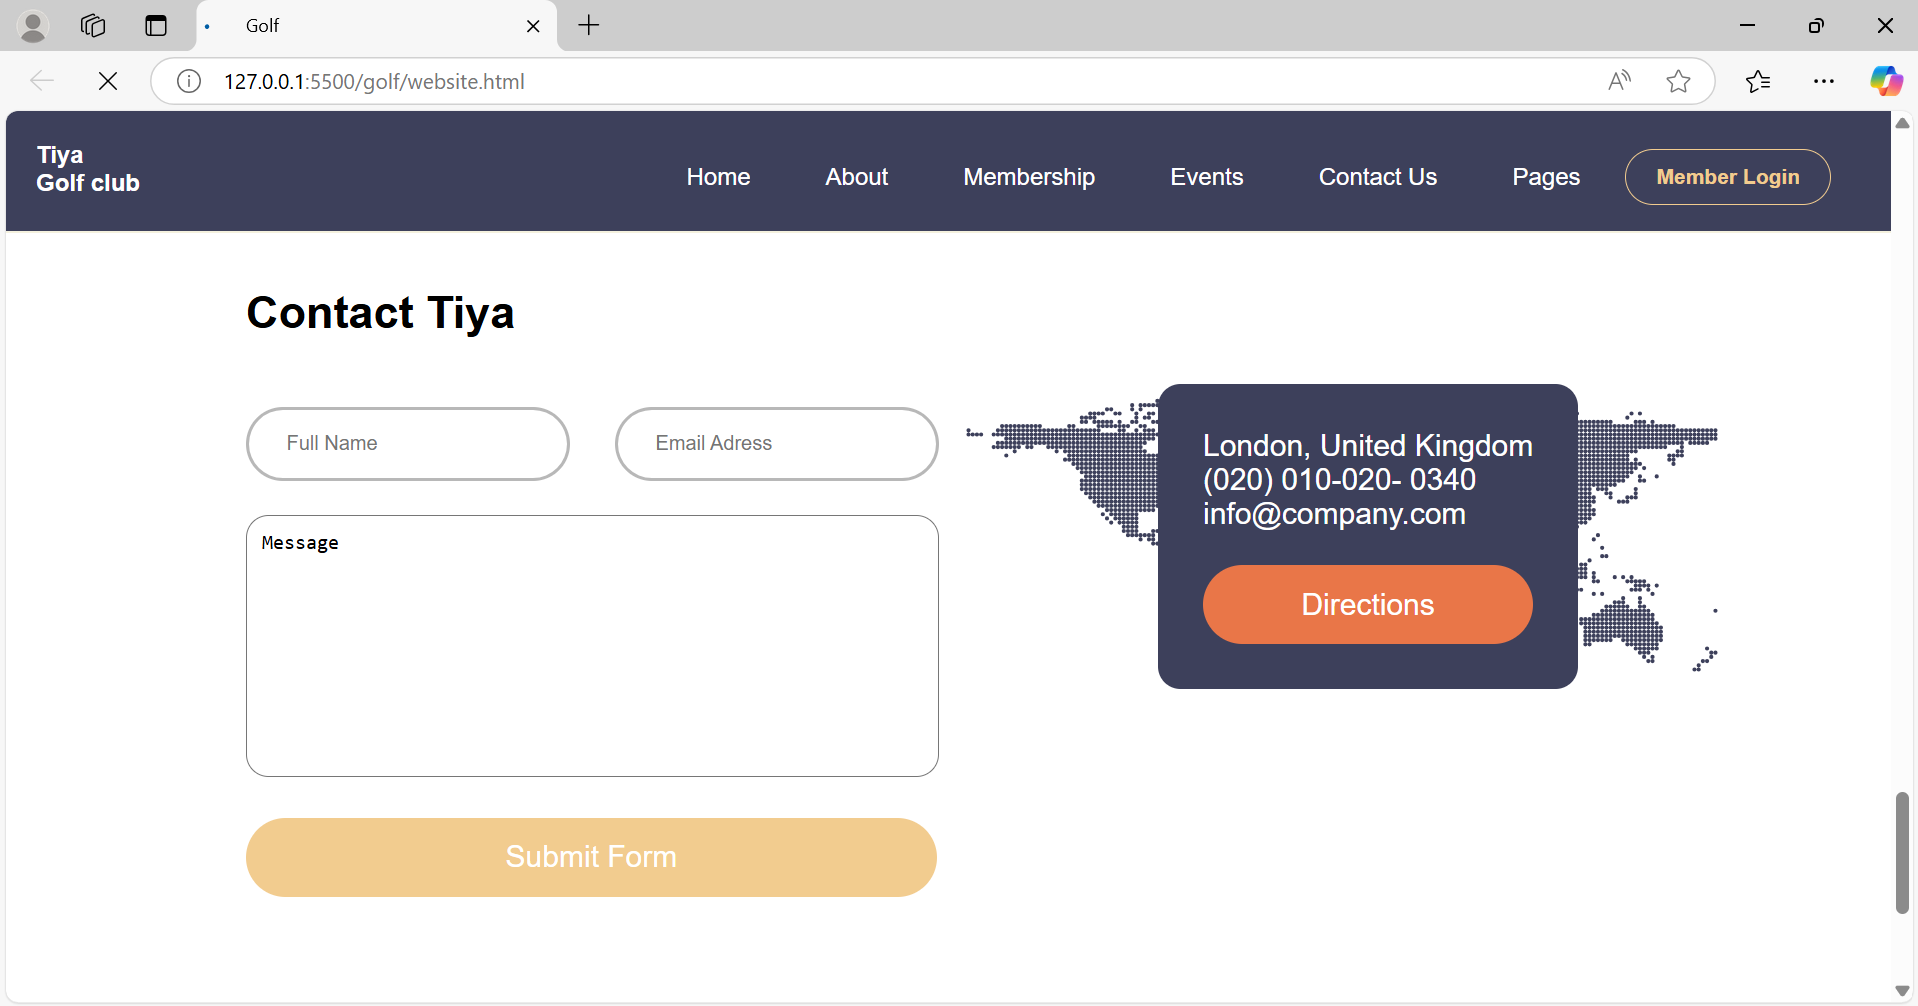 Golf
127.0.0.1:5500/golf/website.html
Tiya
Golf club
Home About Membership Events Contact Us Pages Member Login
Contact Tiya
Full Name Email Adress
Message
Submit Form
London, United Kingdom
(020) 010-020- 0340
info@company.com
Directions